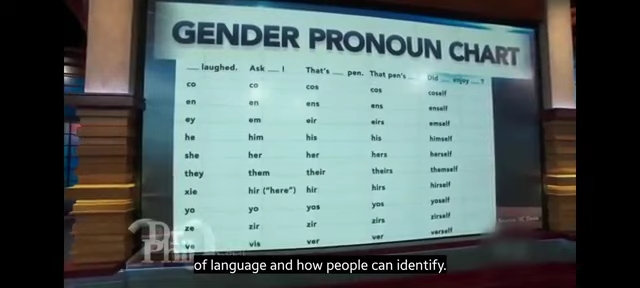 GENDER PRONOUN CHART
___ laughed. Ask ___ ! That's ___ pen. That pen's ___ Did ___ enjoy ___ ?
co co cos cos coself
en en ens ens enself
ey em eir eirs emself
he him his his himself
she her her hers herself
they them their theirs themself
xie hir ("here") hir hirs hirself
yo yo yos yos yoself
ze zir zir zirs zirself
ve vis ver ver verself
DR PHIL
of language and how people can identify.